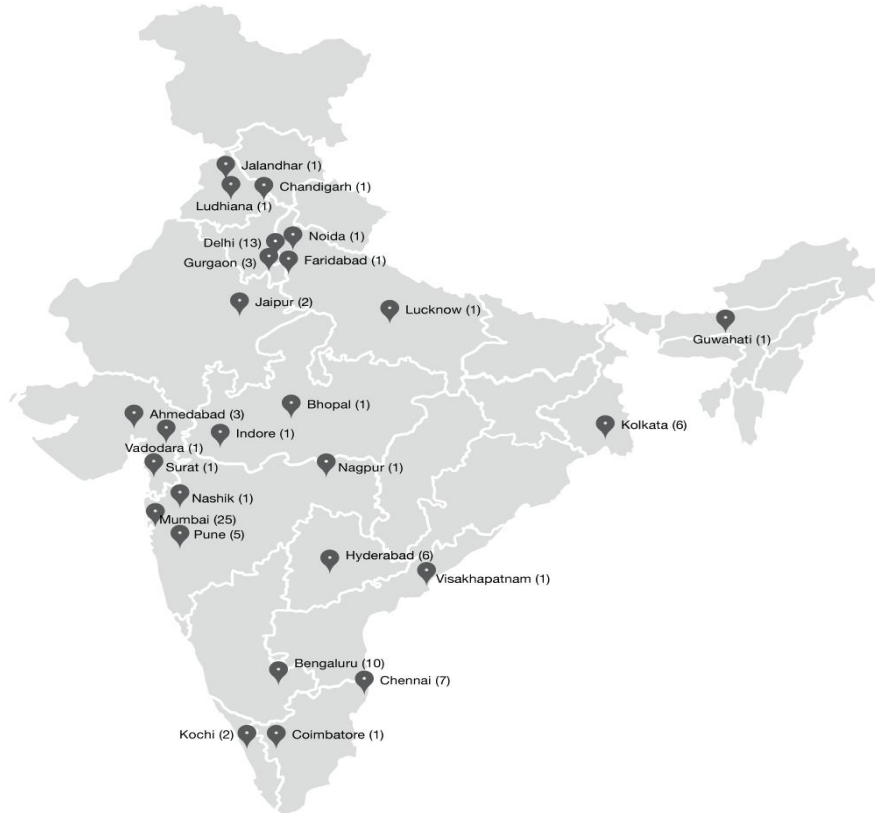 Jalandhar (1)
Chandigarh (1)
Ludhiana (1)
Noida (1)
Delhi (13)
Gurgaon (3)
Faridabad (1)
Jaipur (2)
Lucknow (1)
Guwahati (1)
Bhopal (1)
Ahmedabad (3)
Kolkata (6)
Indore (1)
Vadodara (1)
Surat (1)
Nagpur (1)
Nashik (1)
Mumbai (25)
Pune (5)
Hyderabad (6)
Visakhapatnam (1)
Bengaluru (10)
Chennai (7)
Kochi (2)
Coimbatore (1)